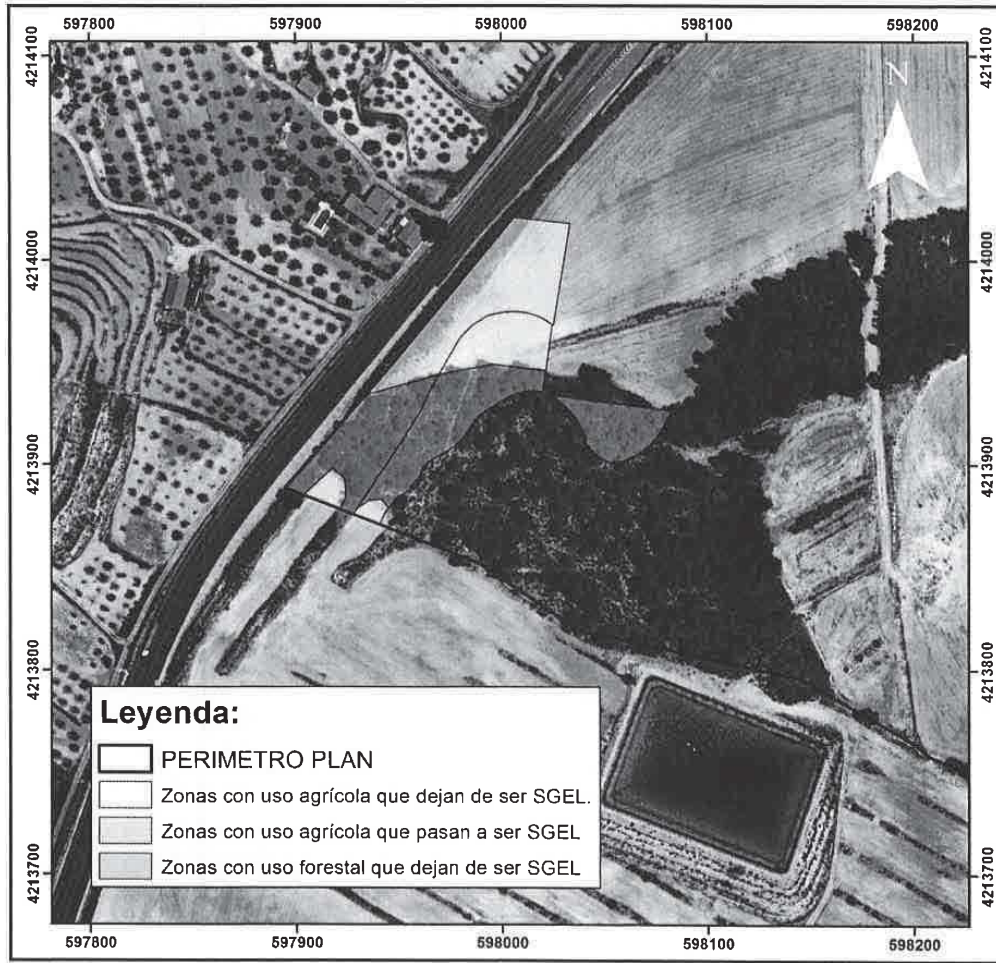 597800 597900 598000 598100 598200
4214100 4214100
N
4214000 4214000
4213900 4213900
4213800 4213800
Leyenda:
PERIMETRO PLAN
Zonas con uso agrícola que dejan de ser SGEL.
Zonas con uso agrícola que pasan a ser SGEL
Zonas con uso forestal que dejan de ser SGEL
4213700 4213700
597800 597900 598000 598100 598200